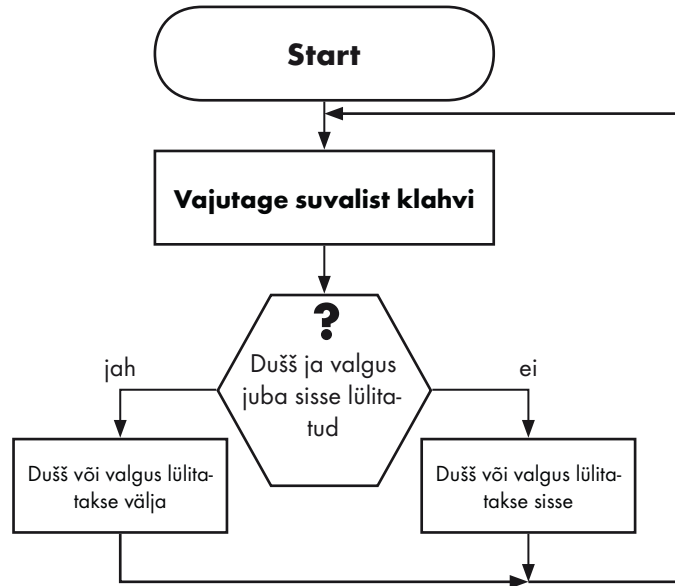 Start
Vajutage suvalist klahvi
?
Dušš ja valgus
juba sisse lülita-
tud
jah
ei
Dušš või valgus lülita-
takse välja
Dušš või valgus lülita-
takse sisse